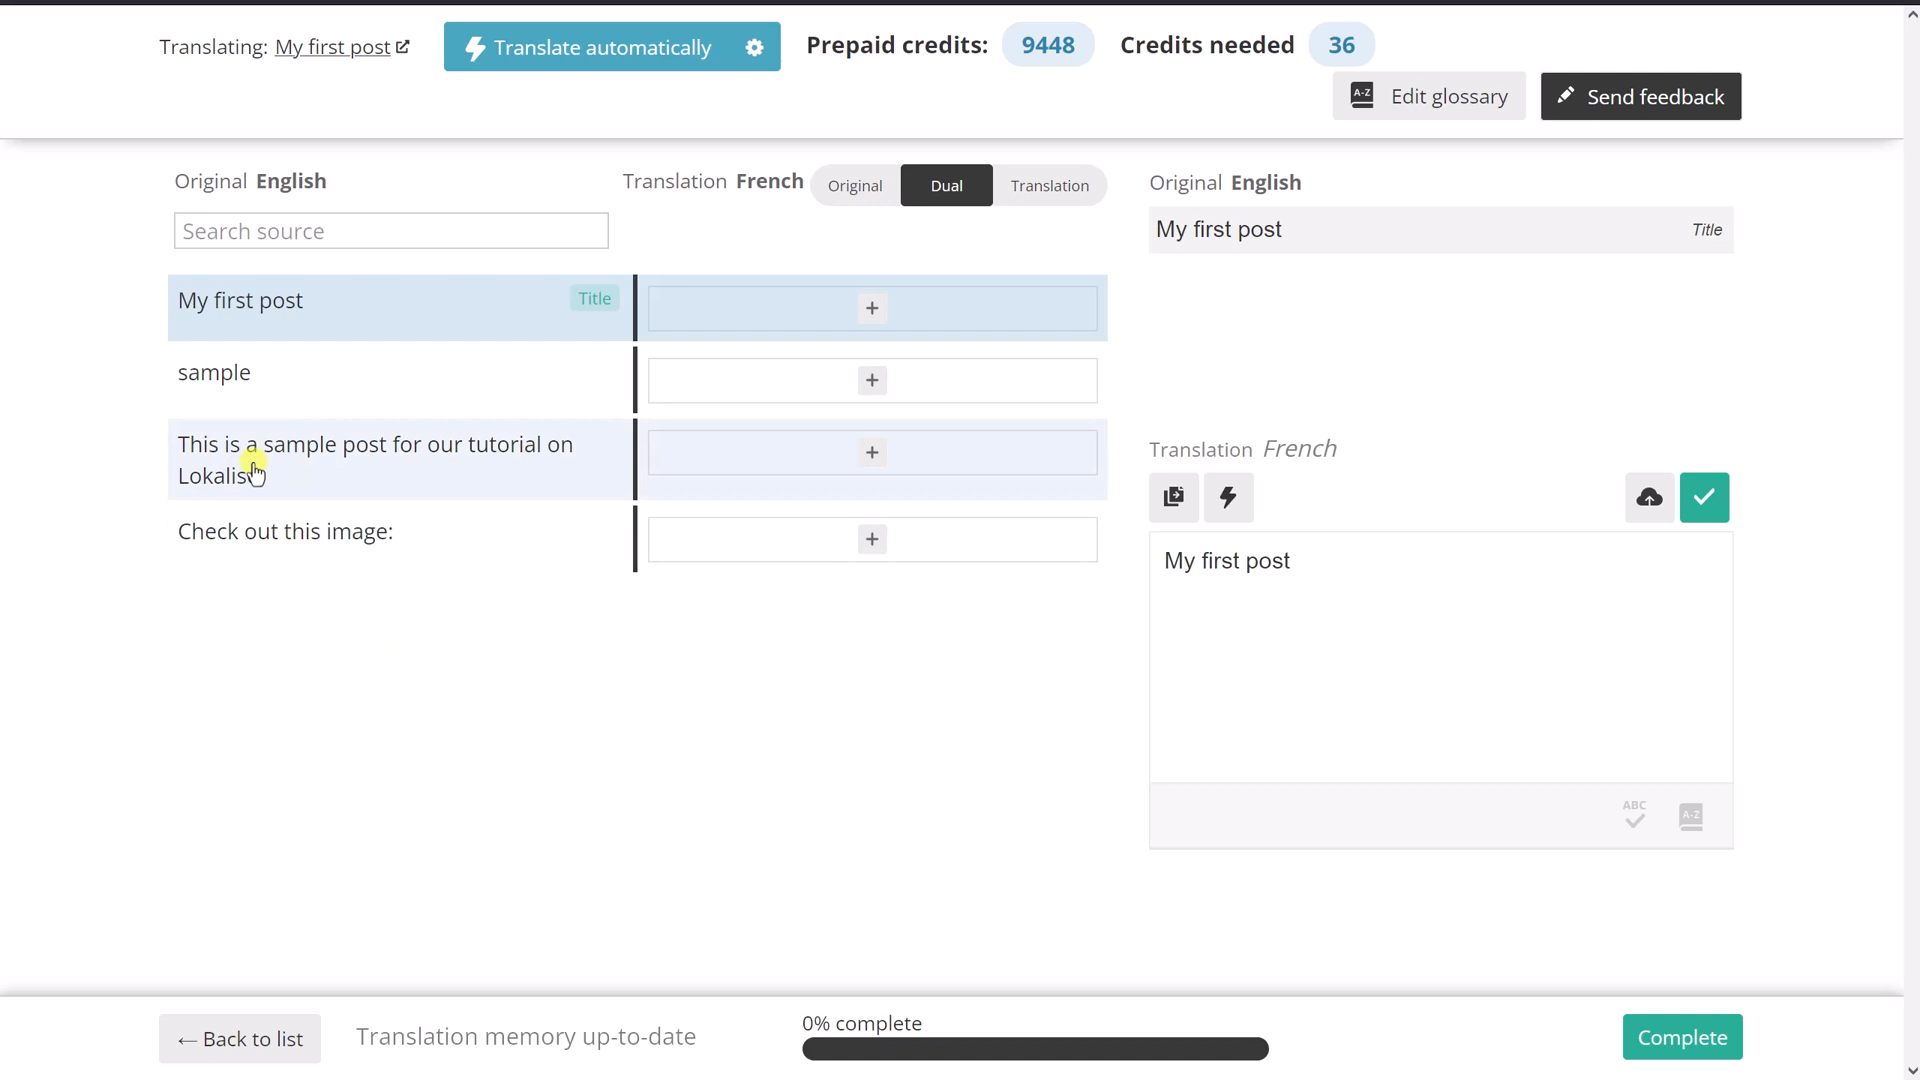 Translating: My first post
Translate automatically
Prepaid credits: 9448
Credits needed 36
A-Z Edit glossary
Send feedback
Original English
Translation French
Original
Dual
Translation
Search source
My first post
Title
sample
This is a sample post for our tutorial on
Lokalise
Check out this image:
Original English
My first post
Title
Translation French
My first post
ABC
A-Z
← Back to list
Translation memory up-to-date
0% complete
Complete